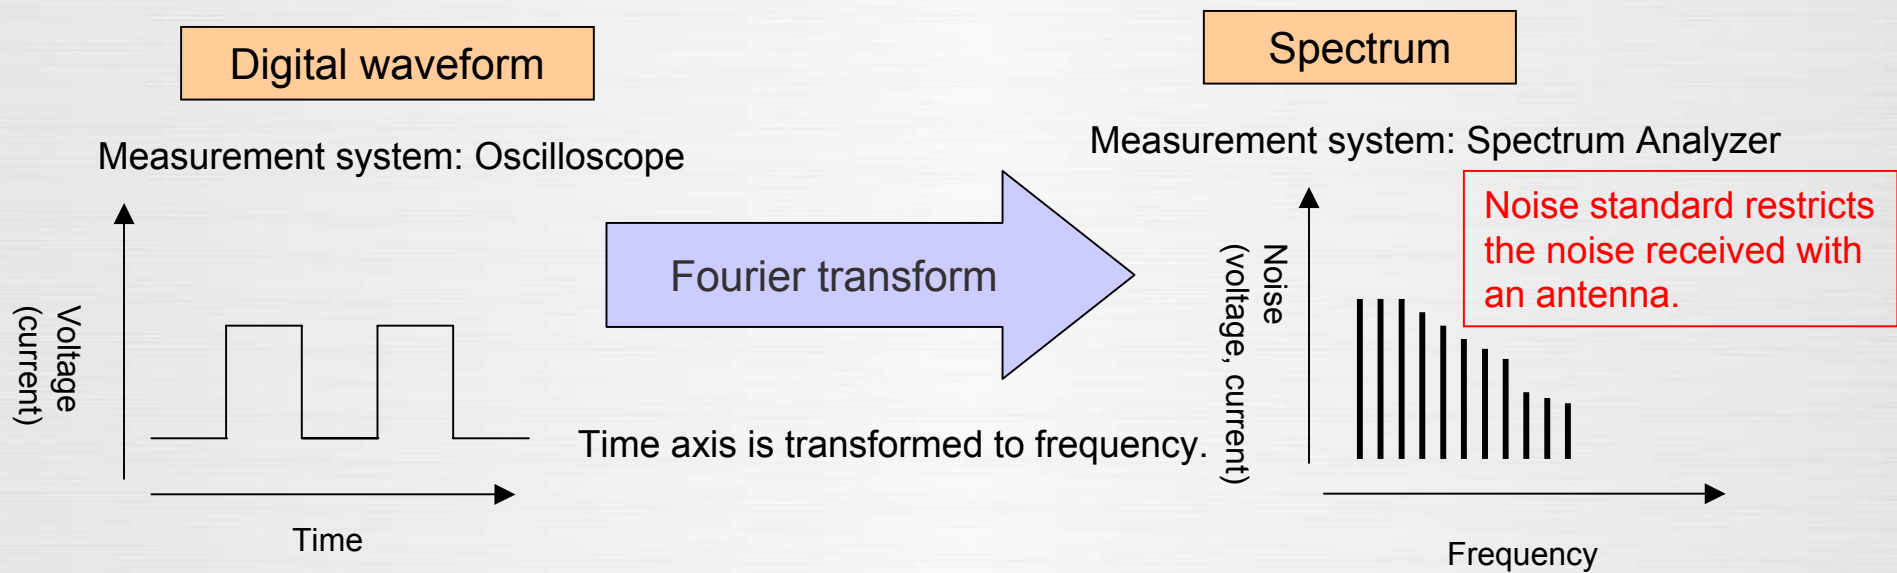 Digital waveform
Measurement system: Oscilloscope
Voltage
(current)
Time
Fourier transform
Time axis is transformed to frequency.
Spectrum
Measurement system: Spectrum Analyzer
Noise standard restricts
the noise received with
an antenna.
Noise
(voltage, current)
Frequency